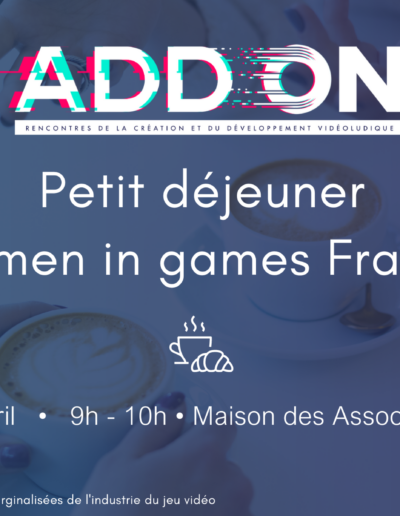 ADD ON
RENCONTRES DE LA CRÉATION ET DU DÉVELOPPEMENT VIDÉOLUDIQUE
Petit déjeuner
men in games Fra
ril • 9h - 10h • Maison des Assoc
rginalisées de l'industrie du jeu vidéo